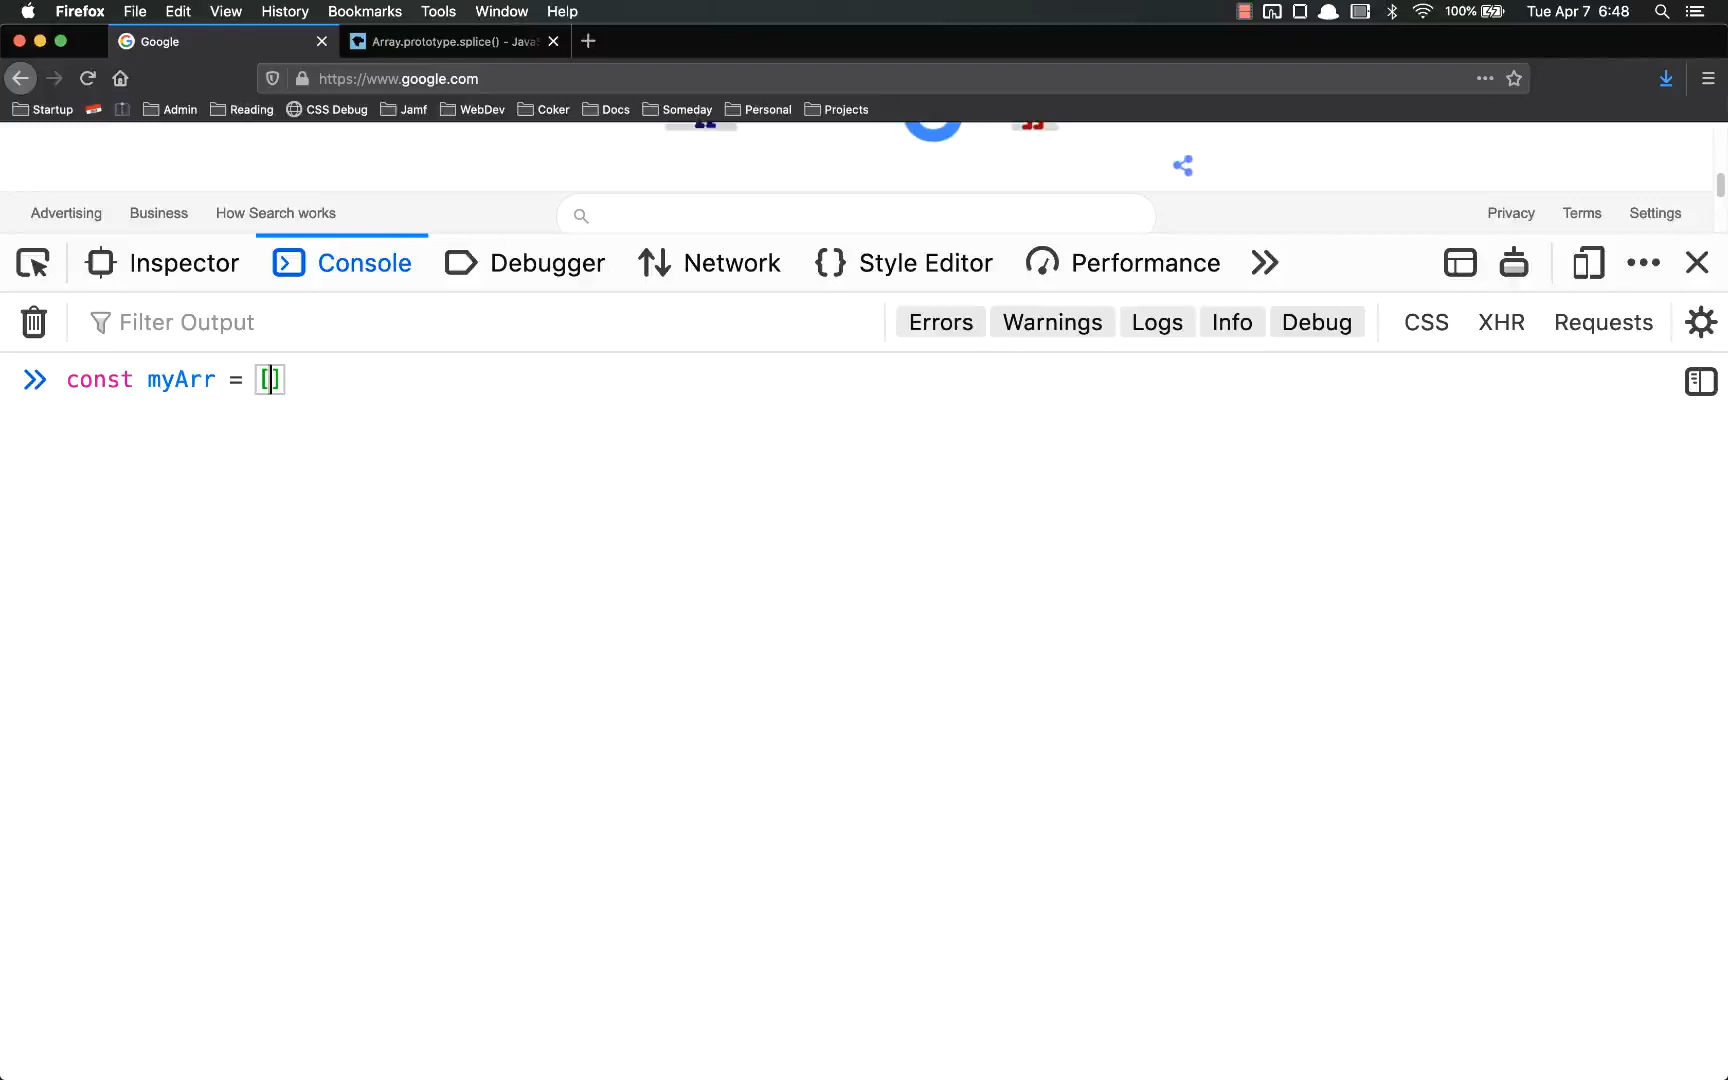 Firefox File Edit View History Bookmarks Tools Window Help 100% Tue Apr 7 6:48
Google Array.prototype.splice() - Java
https://www.google.com
Startup Admin Reading CSS Debug Jamf WebDev Coker Docs Someday Personal Projects
Advertising Business How Search works Privacy Terms Settings
Inspector Console Debugger Network Style Editor Performance
Filter Output Errors Warnings Logs Info Debug CSS XHR Requests
const myArr = []